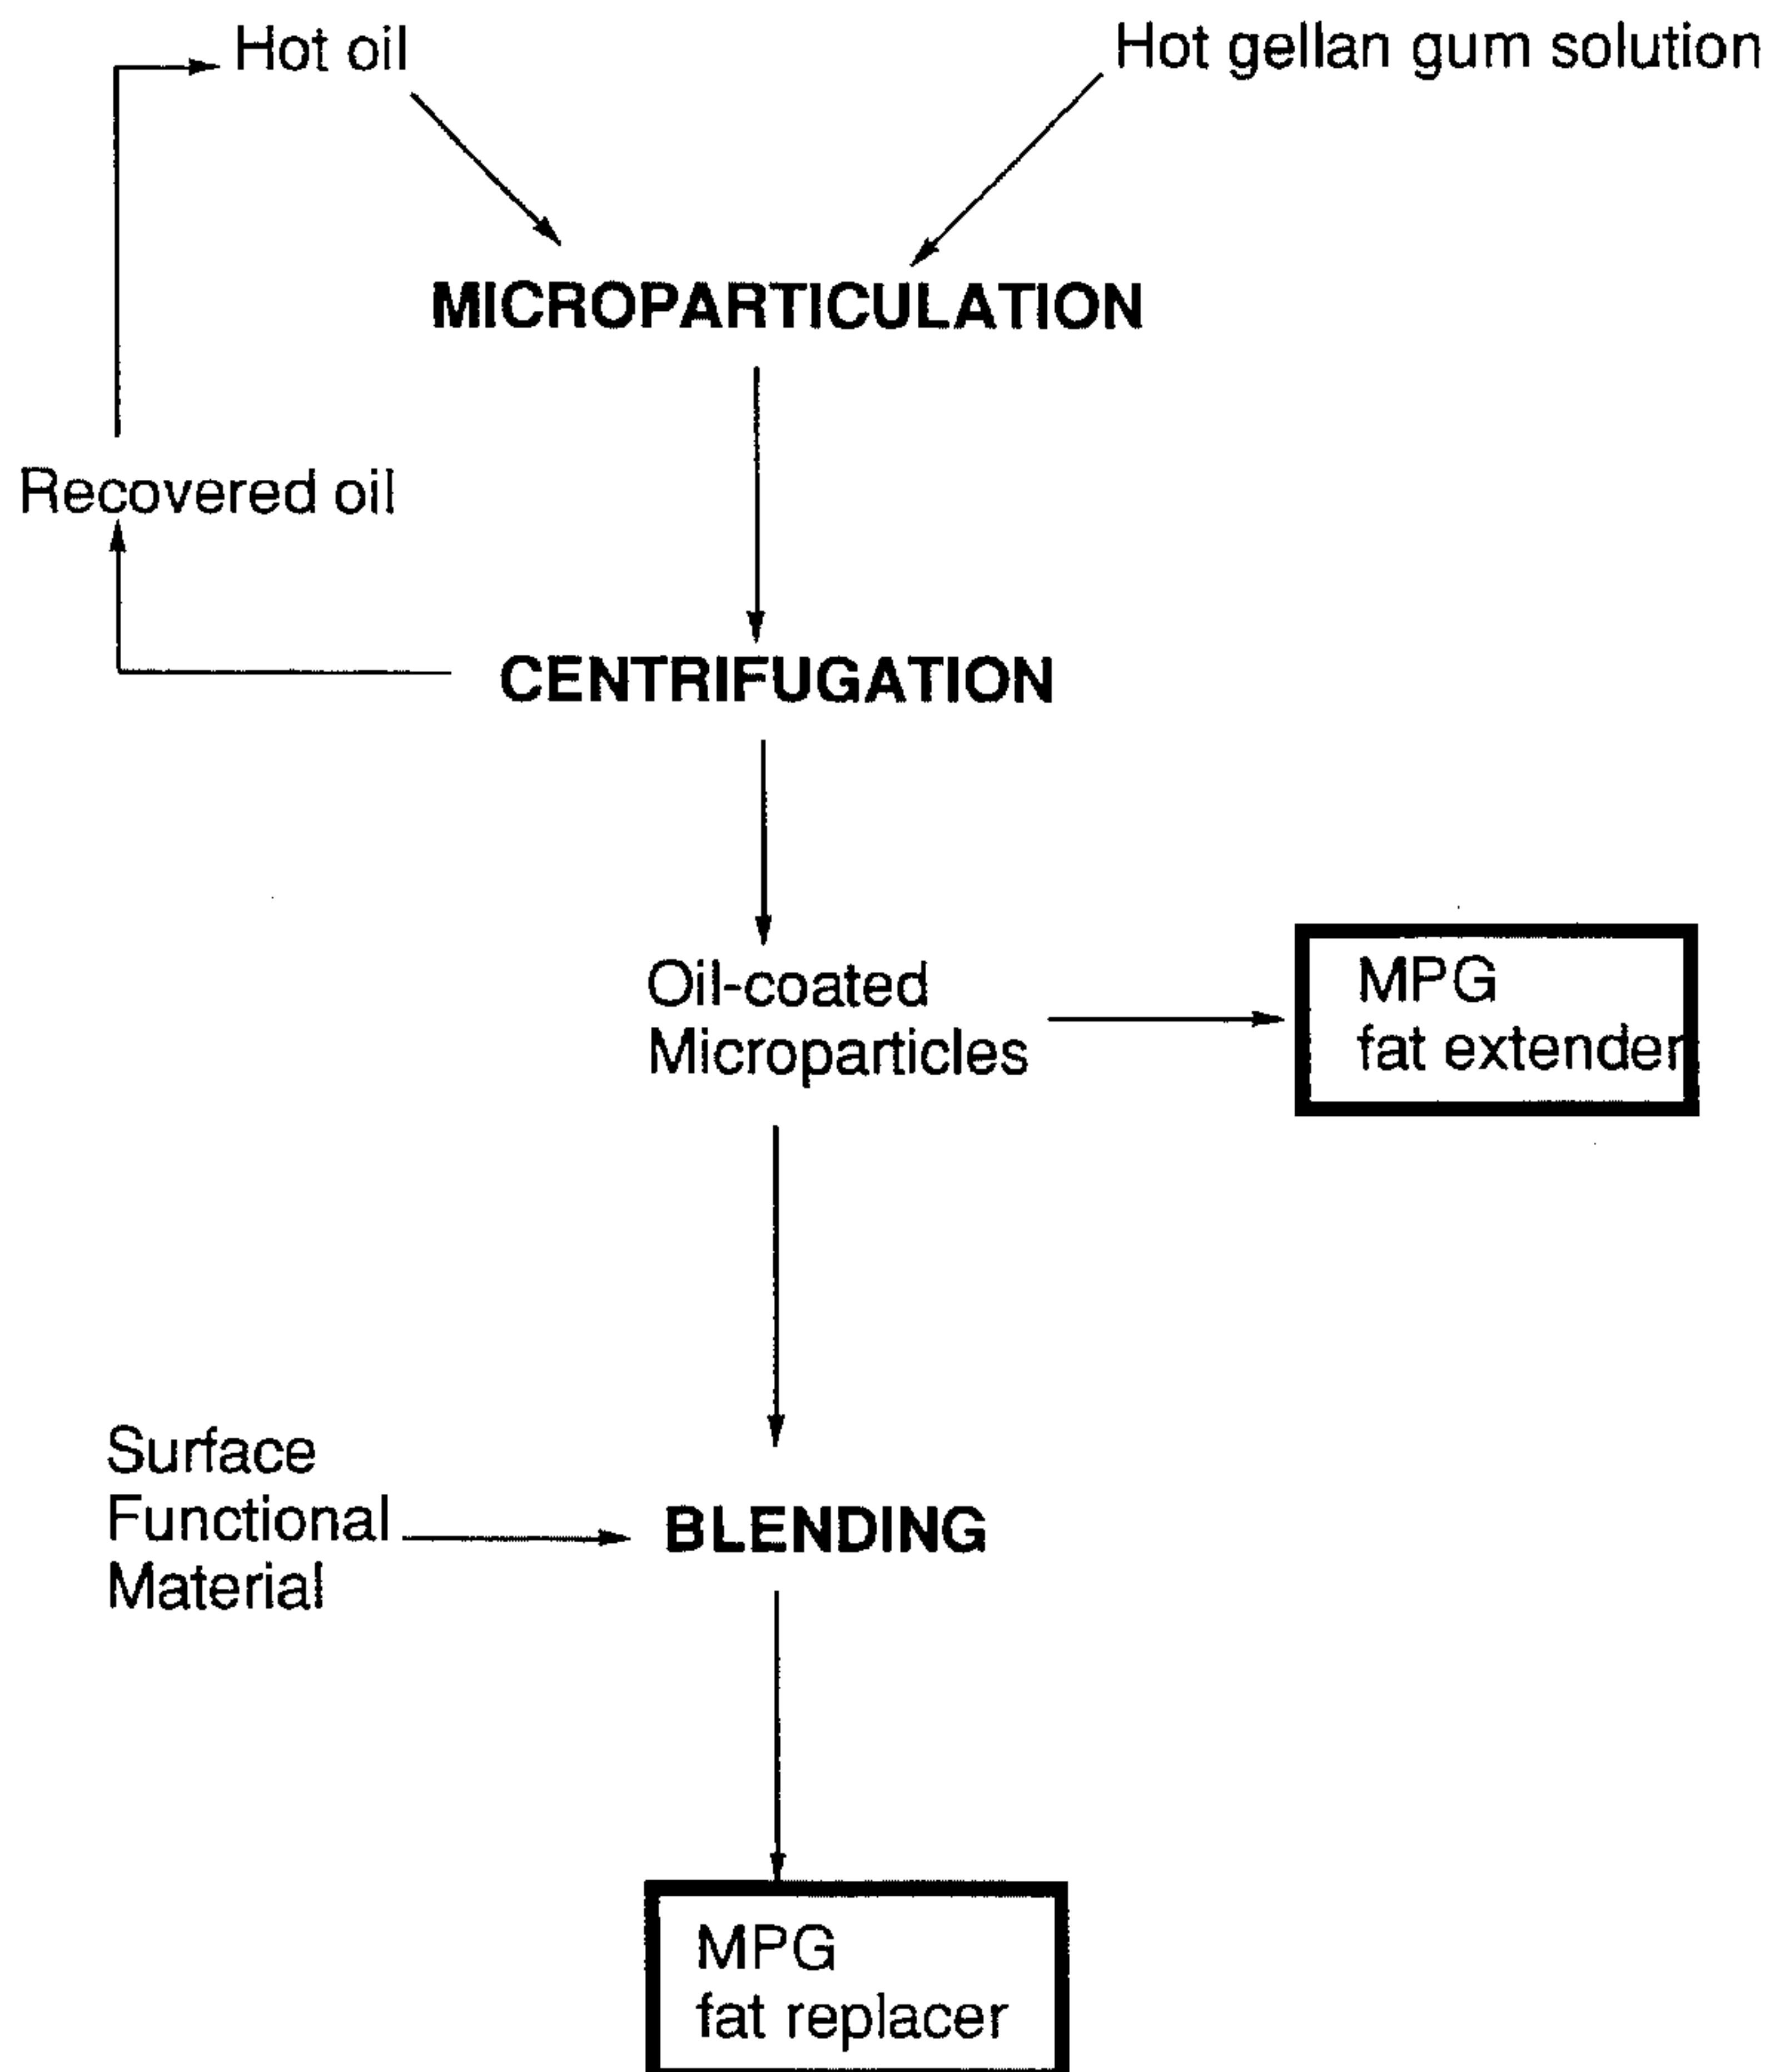 Hot oil
Hot gellan gum solution
MICROPARTICULATION
Recovered oil
CENTRIFUGATION
Oil-coated
Microparticles
MPG
fat extender
Surface
Functional
Material
BLENDING
MPG
fat replacer